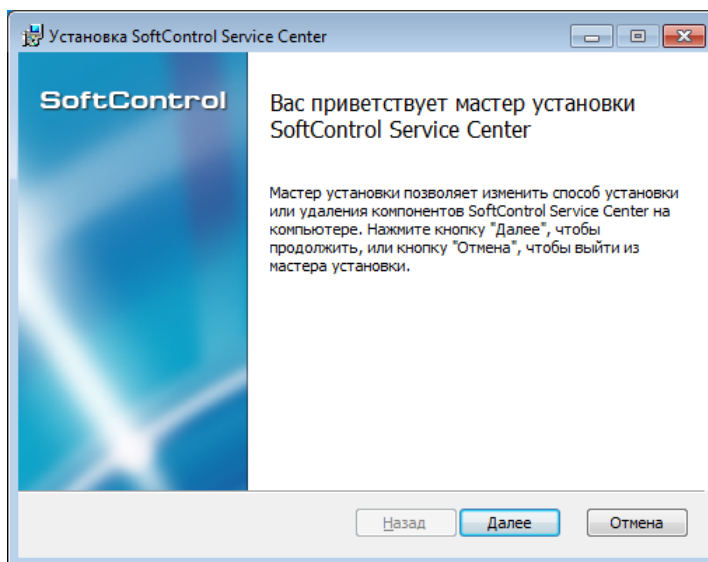 Установка SoftControl Service Center
SoftControl
Вас приветствует мастер установки
SoftControl Service Center
Мастер установки позволяет изменить способ установки
или удаления компонентов SoftControl Service Center на
компьютере. Нажмите кнопку "Далее", чтобы
продолжить, или кнопку "Отмена", чтобы выйти из
мастера установки.
Назад
Далее
Отмена